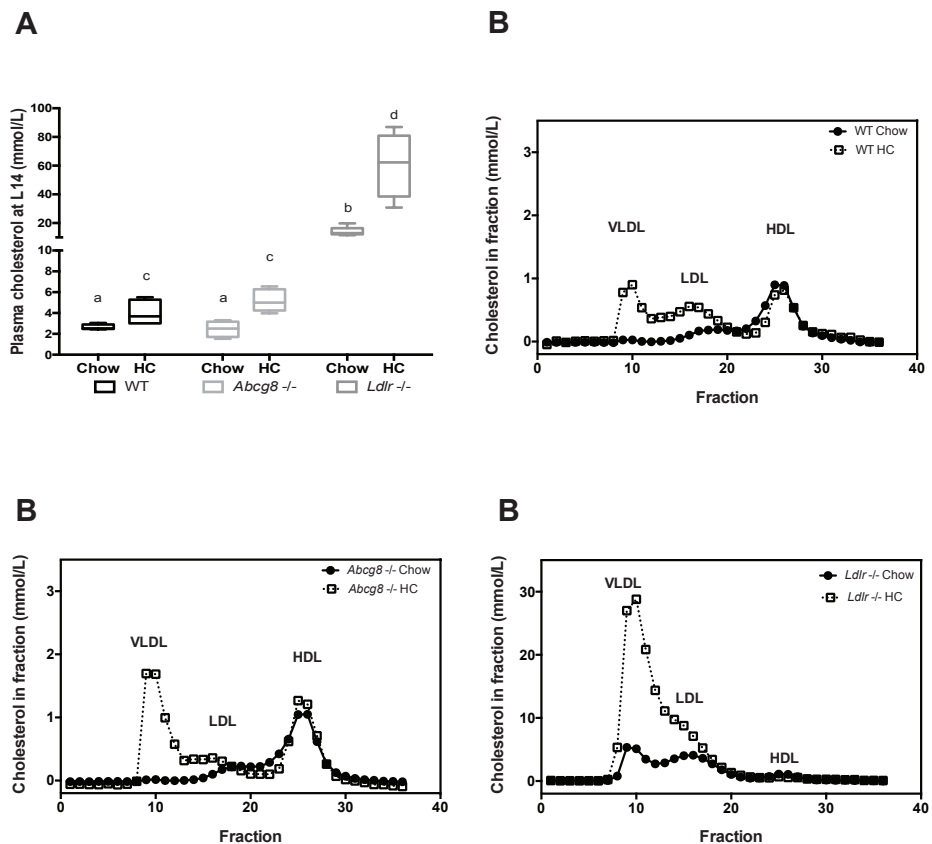 A
B
Plasma cholesterol at L14 (mmol/L)
100
80
60
40
20
8
6
4
2
0
a
c
a
c
b
d
Chow HC Chow HC Chow HC
WT Abcg8 -/- Ldlr -/-
Cholesterol in fraction (mmol/L)
3
2
1
0
WT Chow
WT HC
VLDL
LDL
HDL
0 10 20 30 40
Fraction
B
B
Cholesterol in fraction (mmol/L)
3
2
1
0
Abcg8 -/- Chow
Abcg8 -/- HC
VLDL
LDL
HDL
0 10 20 30 40
Fraction
Cholesterol in fraction (mmol/L)
30
20
10
0
Ldlr -/- Chow
Ldlr -/- HC
VLDL
LDL
HDL
0 10 20 30 40
Fraction